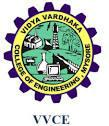 VIDYA VARDHAKA
COLLEGE OF ENGINEERING, MYSORE
VVCE